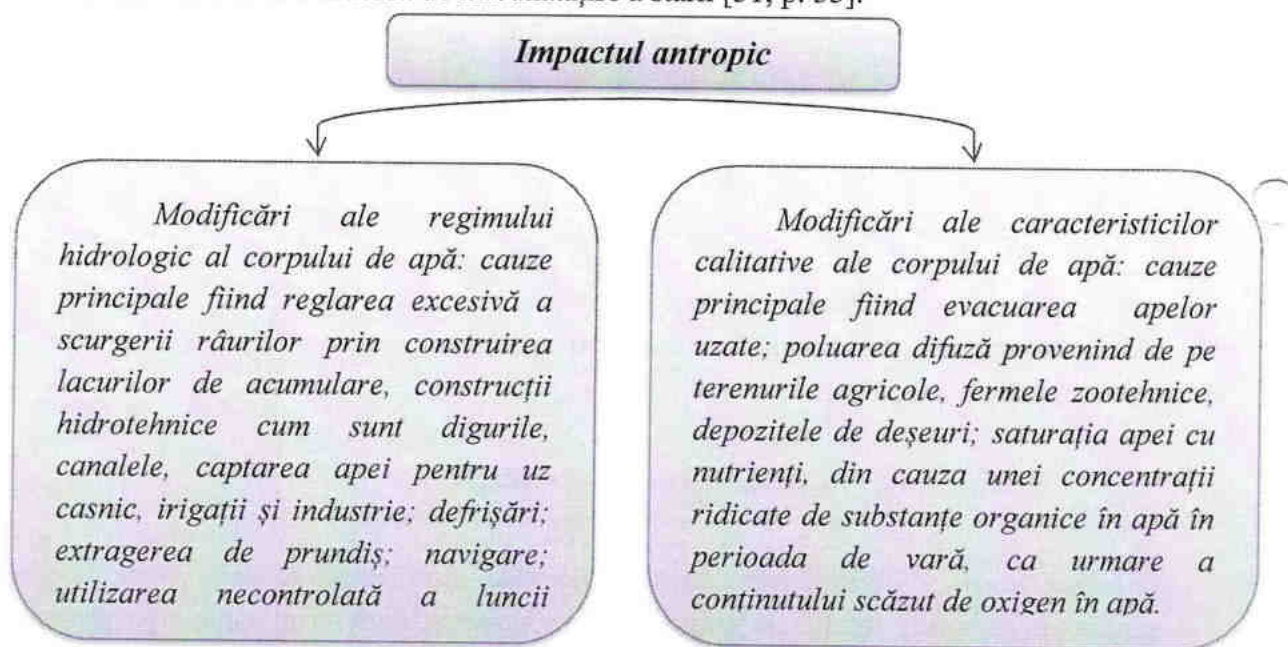 [51, p. 55].
Impactul antropic
Modificări ale regimului
hidrologic al corpului de apă: cauze
principale fiind reglarea excesivă a
scurgerii râurilor prin construirea
lacurilor de acumulare, construcții
hidrotehnice cum sunt digurile,
canalele, captarea apei pentru uz
casnic, irigații și industrie; defrișări;
extragerea de prundiș; navigare;
utilizarea necontrolată a luncii
Modificări ale caracteristicilor
calitative ale corpului de apă: cauze
principale fiind evacuarea apelor
uzate; poluarea difuză provenind de pe
terenurile agricole, fermele zootehnice,
depozitele de deșeuri; saturația apei cu
nutrienți, din cauza unei concentrații
ridicate de substanțe organice în apă în
perioada de vară, ca urmare a
conținutului scăzut de oxigen în apă.